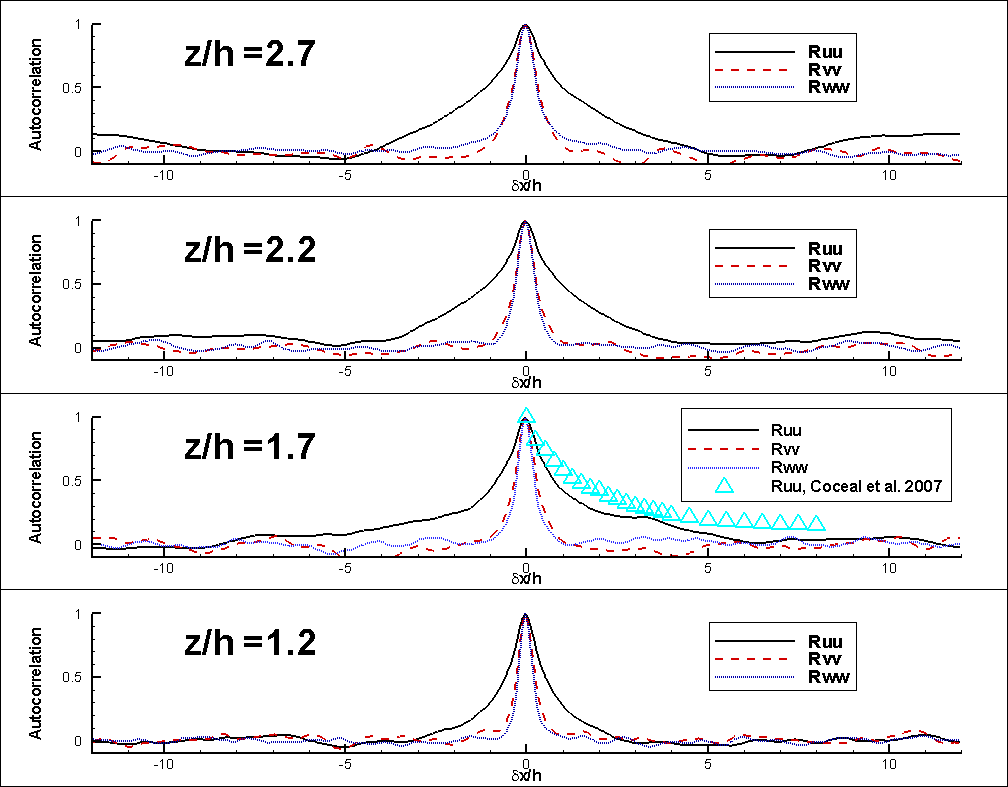 z/h =2.7
Autocorrelation
1
0.5
0
Ruu
Rvv
Rww
-10
-5
0
5
10
δx/h
z/h =2.2
Autocorrelation
1
0.5
0
Ruu
Rvv
Rww
-10
-5
0
5
10
δx/h
z/h =1.7
Autocorrelation
1
0.5
0
Ruu
Rvv
Rww
Ruu, Coceal et al. 2007
-10
-5
0
5
10
δx/h
z/h =1.2
Autocorrelation
1
0.5
0
Ruu
Rvv
Rww
-10
-5
0
5
10
δx/h